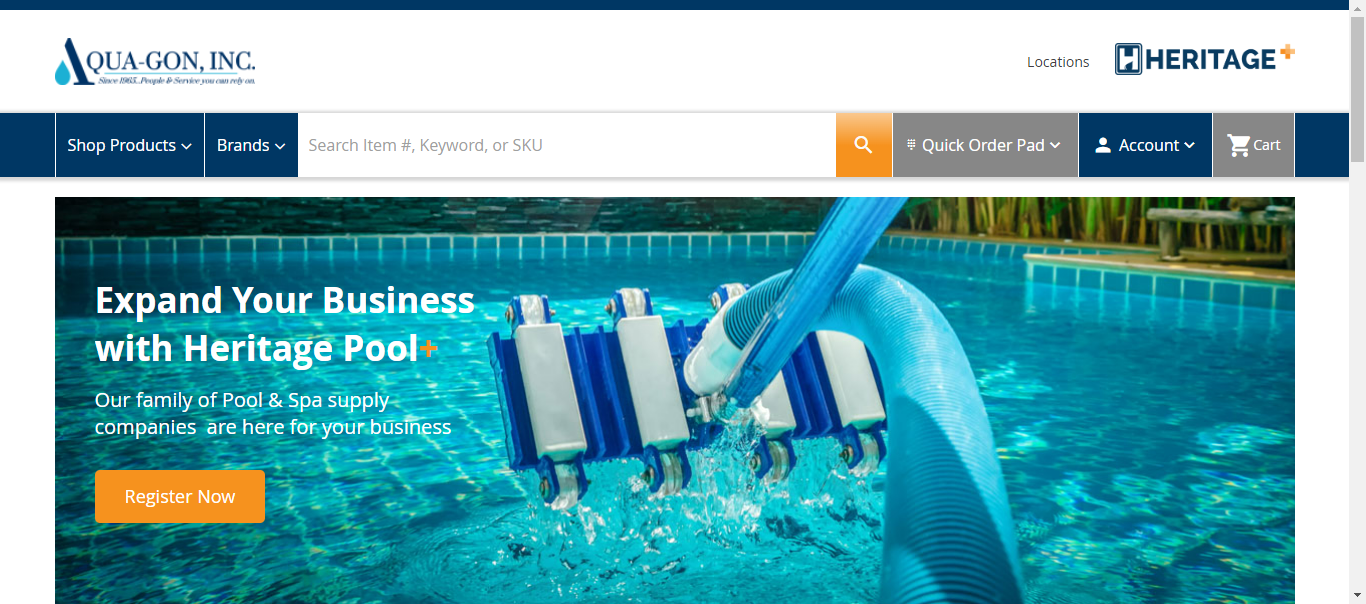 AQUA-GON, INC.
Since 1965...People & Service you can rely on.
Locations
HERITAGE+
Shop Products
Brands
Search Item #, Keyword, or SKU
Quick Order Pad
Account
Cart
Expand Your Business
with Heritage Pool+
Our family of Pool & Spa supply
companies are here for your business
Register Now